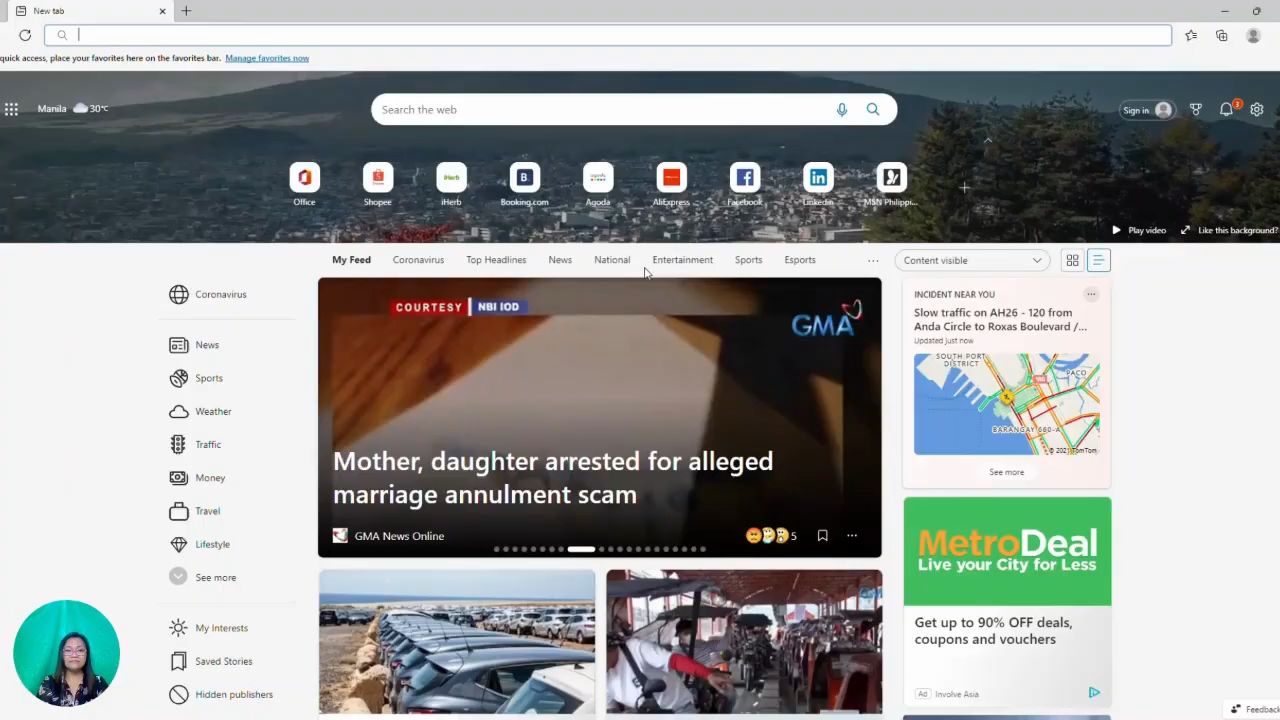 New tab
quick access, place your favorites here on the favorites bar. Manage favorites now
Manila 30°C
Search the web
Sign in
3
Office
Shopee
iHerb
Booking.com
Agoda
AliExpress
Facebook
LinkedIn
MSN Philippi...
Play video
Like this background?
My Feed
Coronavirus
Top Headlines
News
National
Entertainment
Sports
Esports
Content visible
Coronavirus
News
Sports
Weather
Traffic
Money
Travel
Lifestyle
See more
My Interests
Saved Stories
Hidden publishers
COURTESY NBI IOD
GMA
Mother, daughter arrested for alleged
marriage annulment scam
GMA News Online
5
INCIDENT NEAR YOU
Slow traffic on AH26 - 120 from
Anda Circle to Roxas Boulevard /...
Updated just now
SOUTH PORT
DISTRICT
PACO
BARANGAY 660-A
© 2021 TomTom
See more
MetroDeal
Live your City for Less
Get up to 90% OFF deals,
coupons and vouchers
Ad Involve Asia
Feedback